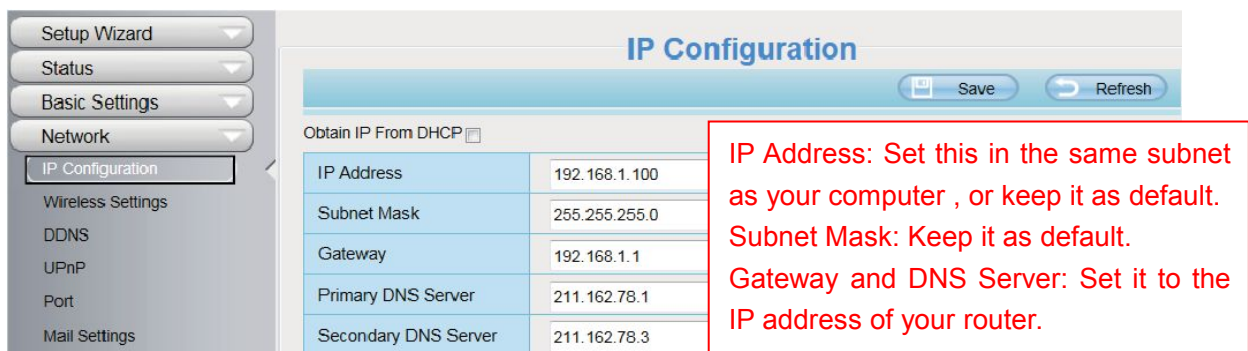 Setup Wizard
Status
Basic Settings
Network
IP Configuration
Wireless Settings
DDNS
UPnP
Port
Mail Settings
IP Configuration
Save Refresh
Obtain IP From DHCP
IP Address 192.168.1.100
Subnet Mask 255.255.255.0
Gateway 192.168.1.1
Primary DNS Server 211.162.78.1
Secondary DNS Server 211.162.78.3
IP Address: Set this in the same subnet
as your computer , or keep it as default.
Subnet Mask: Keep it as default.
Gateway and DNS Server: Set it to the
IP address of your router.